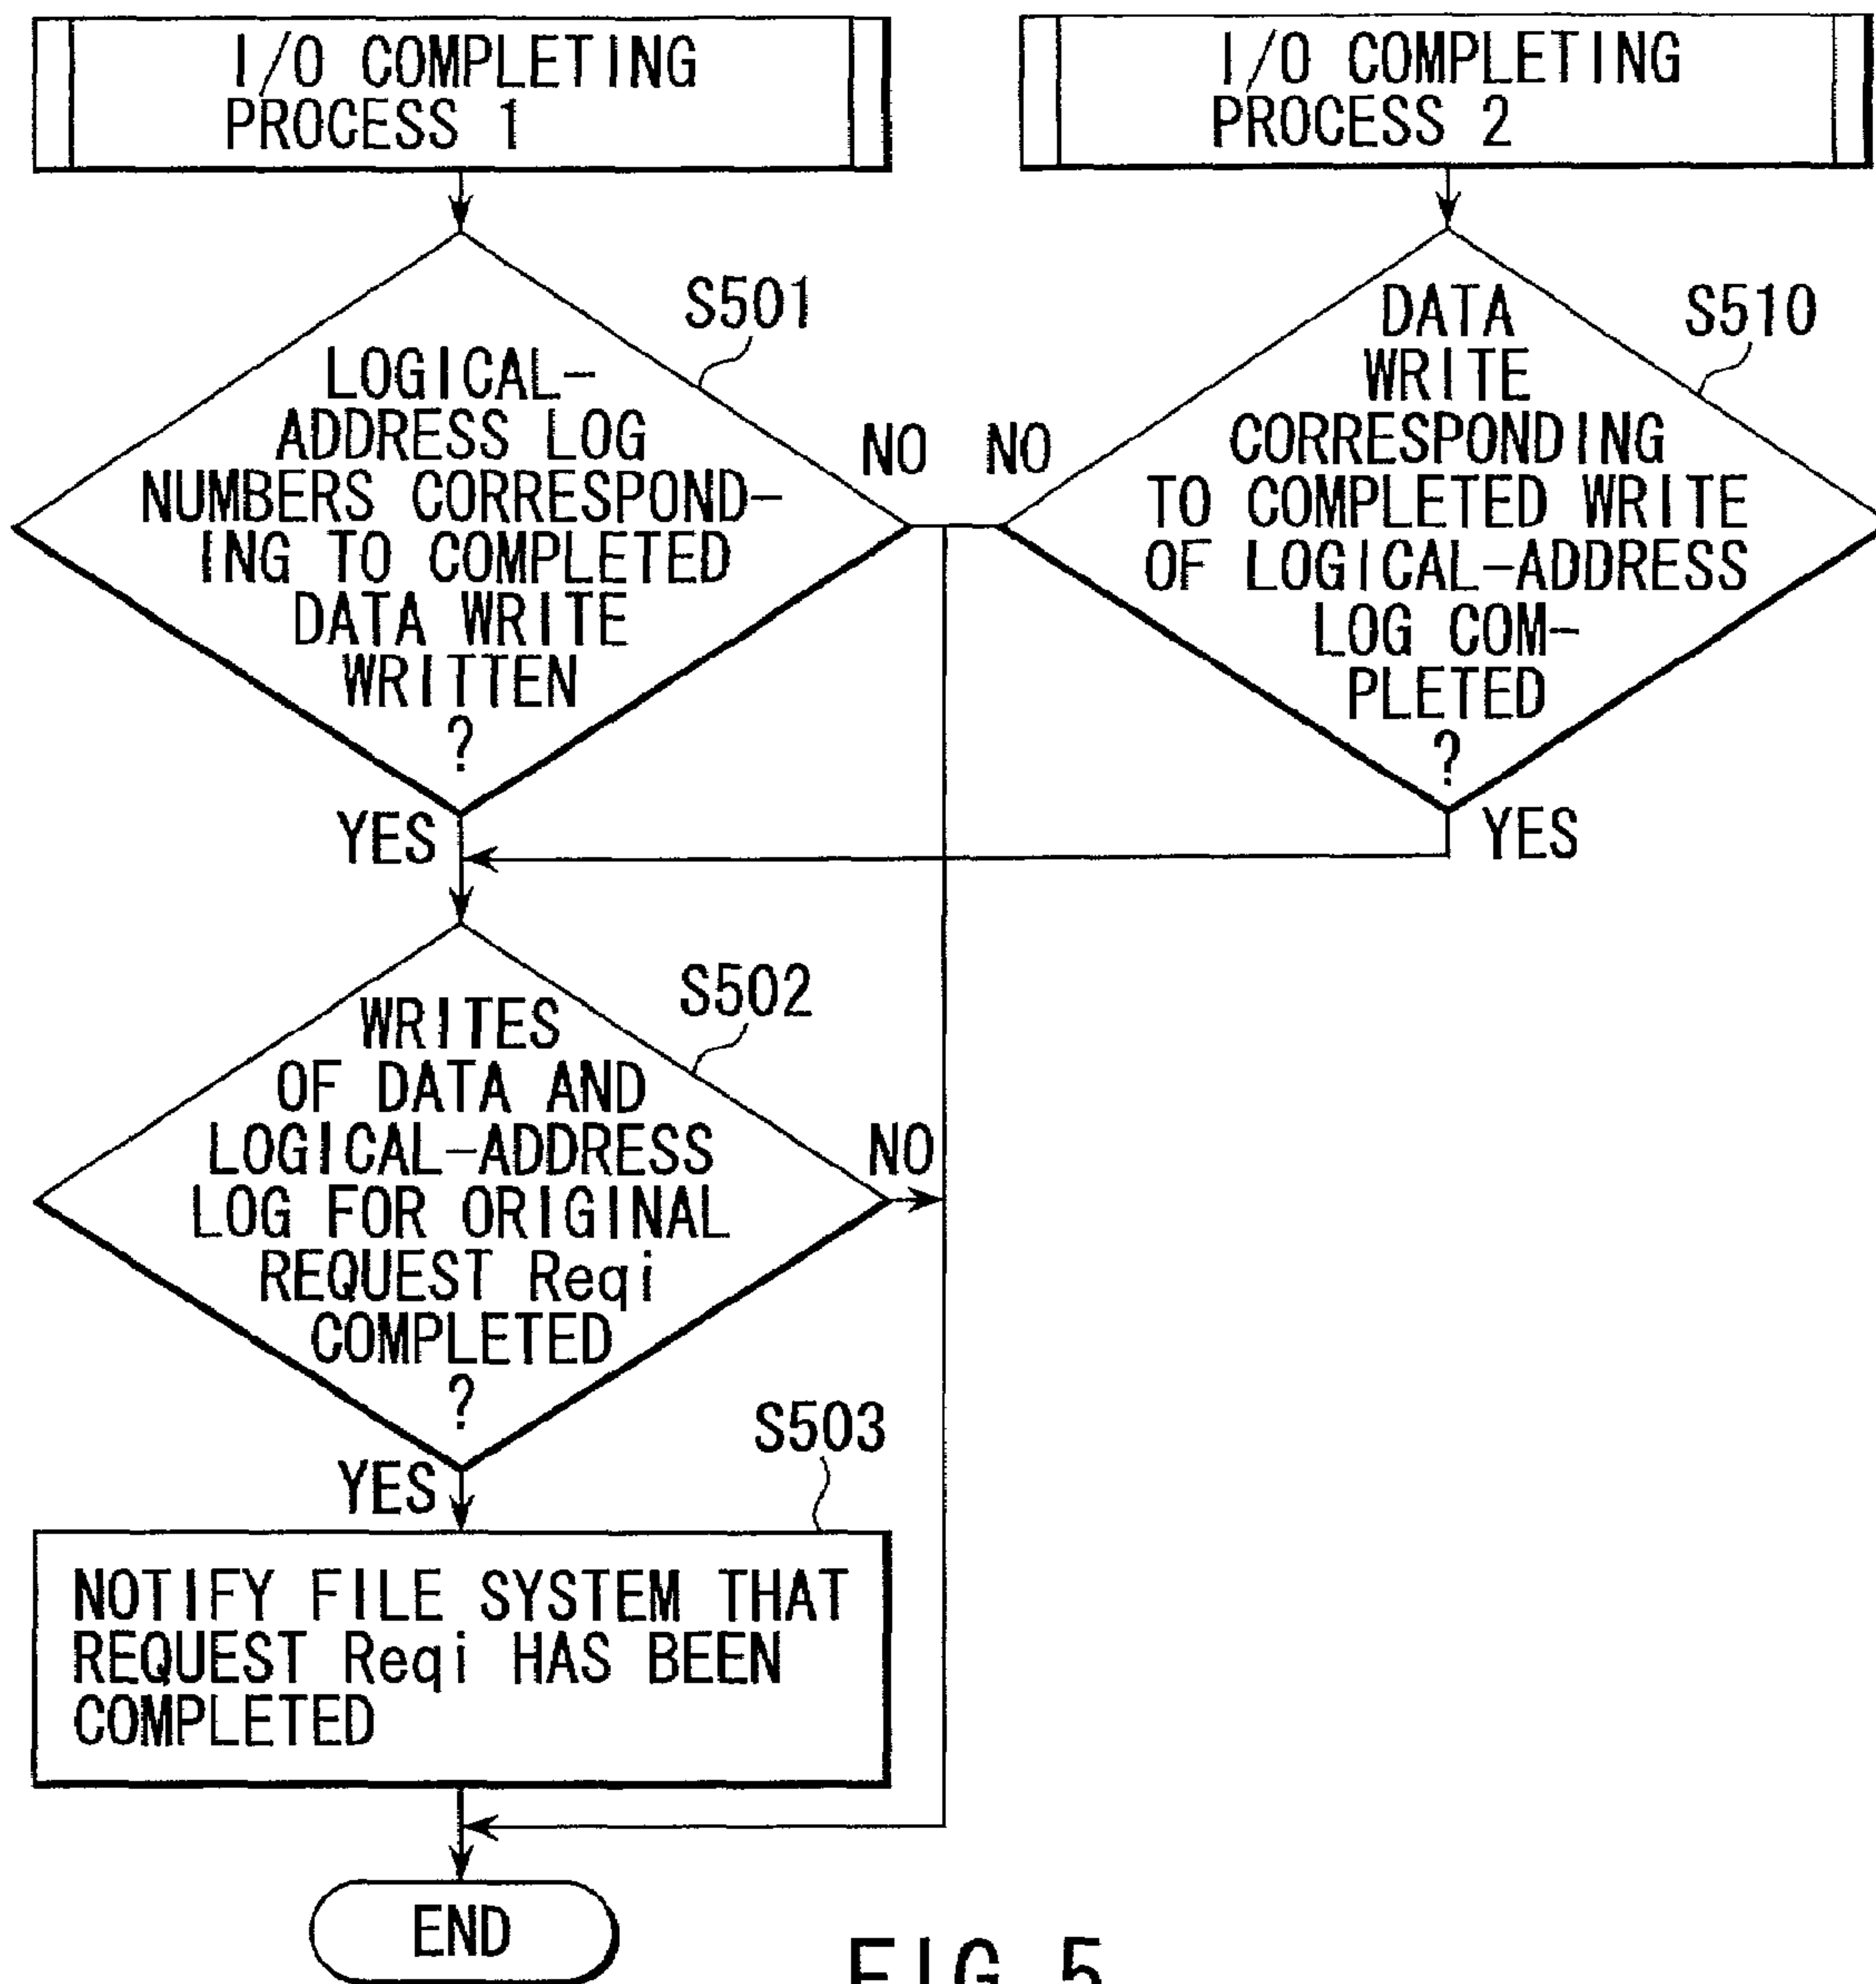 I/O COMPLETING
PROCESS 1
I/O COMPLETING
PROCESS 2
S501
LOGICAL-
ADDRESS LOG
NUMBERS CORRESPOND-
ING TO COMPLETED
DATA WRITE
WRITTEN
?
NO
YES
S510
DATA
WRITE
CORRESPONDING
TO COMPLETED WRITE
OF LOGICAL-ADDRESS
LOG COM-
PLETED
?
NO
YES
S502
WRITES
OF DATA AND
LOGICAL-ADDRESS
LOG FOR ORIGINAL
REQUEST Reqi
COMPLETED
?
NO
YES
S503
NOTIFY FILE SYSTEM THAT
REQUEST Reqi HAS BEEN
COMPLETED
END
FIG. 5